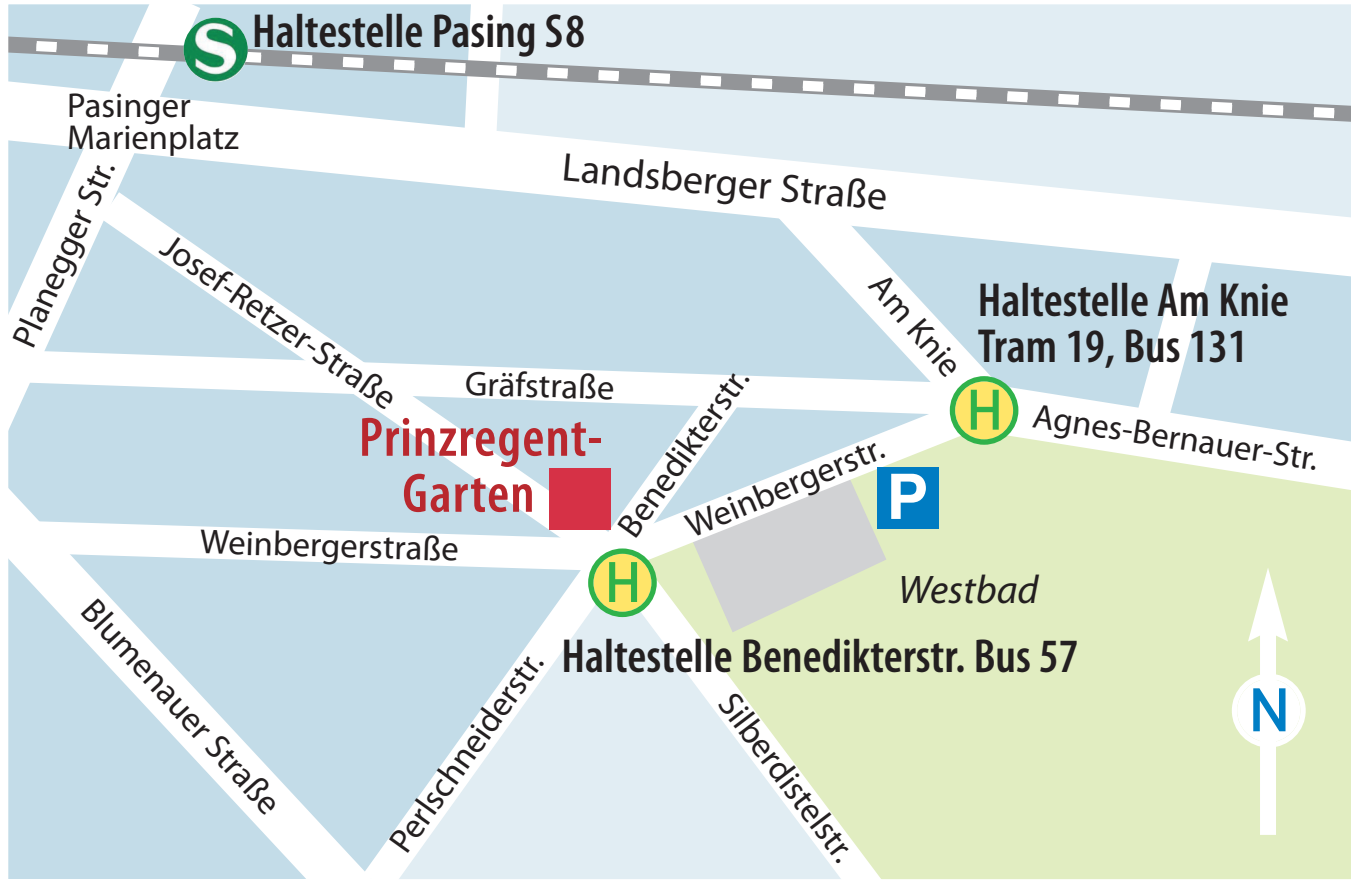 S
Haltestelle Pasing S8
Pasinger
Marienplatz
Landsberger Straße
Planegger Str.
Josef-Retzer-Straße
Am Knie
Haltestelle Am Knie
Tram 19, Bus 131
Gräfstraße
Benedikterstr.
H
Agnes-Bernauer-Str.
Prinzregent-
Garten
Weinbergerstr.
P
Weinbergerstraße
H
Westbad
Haltestelle Benedikterstr. Bus 57
Blumenauer Straße
Perlschneiderstr.
Silberdistelstr.
N